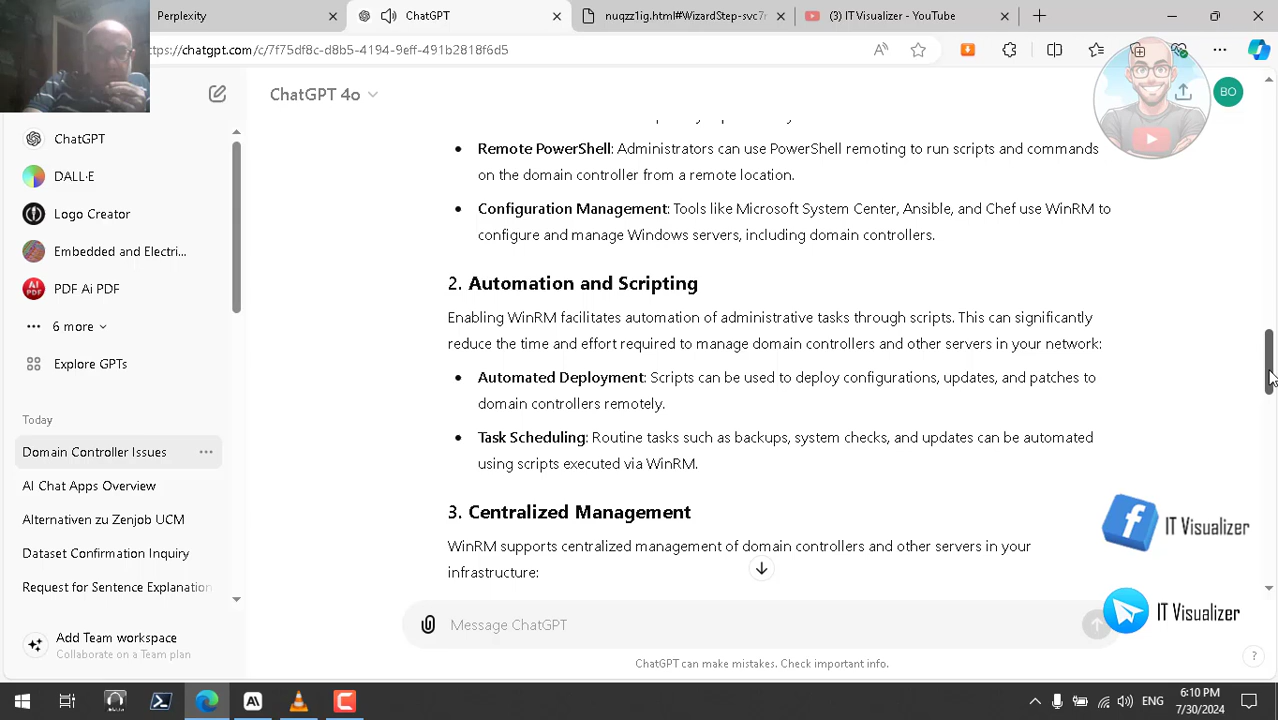 Perplexity
ChatGPT
nuqzz1ig.html#WizardStep-svc7
(3) IT Visualizer - YouTube
ttps://chatgpt.com/c/7f75df8c-d8b5-4194-9eff-491b2818f6d5
ChatGPT 4o
BO
ChatGPT
DALL·E
Logo Creator
Embedded and Electri...
PDF Ai PDF
6 more
Explore GPTs
Today
Domain Controller Issues
AI Chat Apps Overview
Alternativen zu Zenjob UCM
Dataset Confirmation Inquiry
Request for Sentence Explanation
Add Team workspace
Collaborate on a Team plan
Remote PowerShell: Administrators can use PowerShell remoting to run scripts and commands
on the domain controller from a remote location.
Configuration Management: Tools like Microsoft System Center, Ansible, and Chef use WinRM to
configure and manage Windows servers, including domain controllers.
2. Automation and Scripting
Enabling WinRM facilitates automation of administrative tasks through scripts. This can significantly
reduce the time and effort required to manage domain controllers and other servers in your network:
Automated Deployment: Scripts can be used to deploy configurations, updates, and patches to
domain controllers remotely.
Task Scheduling: Routine tasks such as backups, system checks, and updates can be automated
using scripts executed via WinRM.
3. Centralized Management
WinRM supports centralized management of domain controllers and other servers in your
infrastructure:
IT Visualizer
IT Visualizer
Message ChatGPT
ChatGPT can make mistakes. Check important info.
?
ENG
6:10 PM
7/30/2024